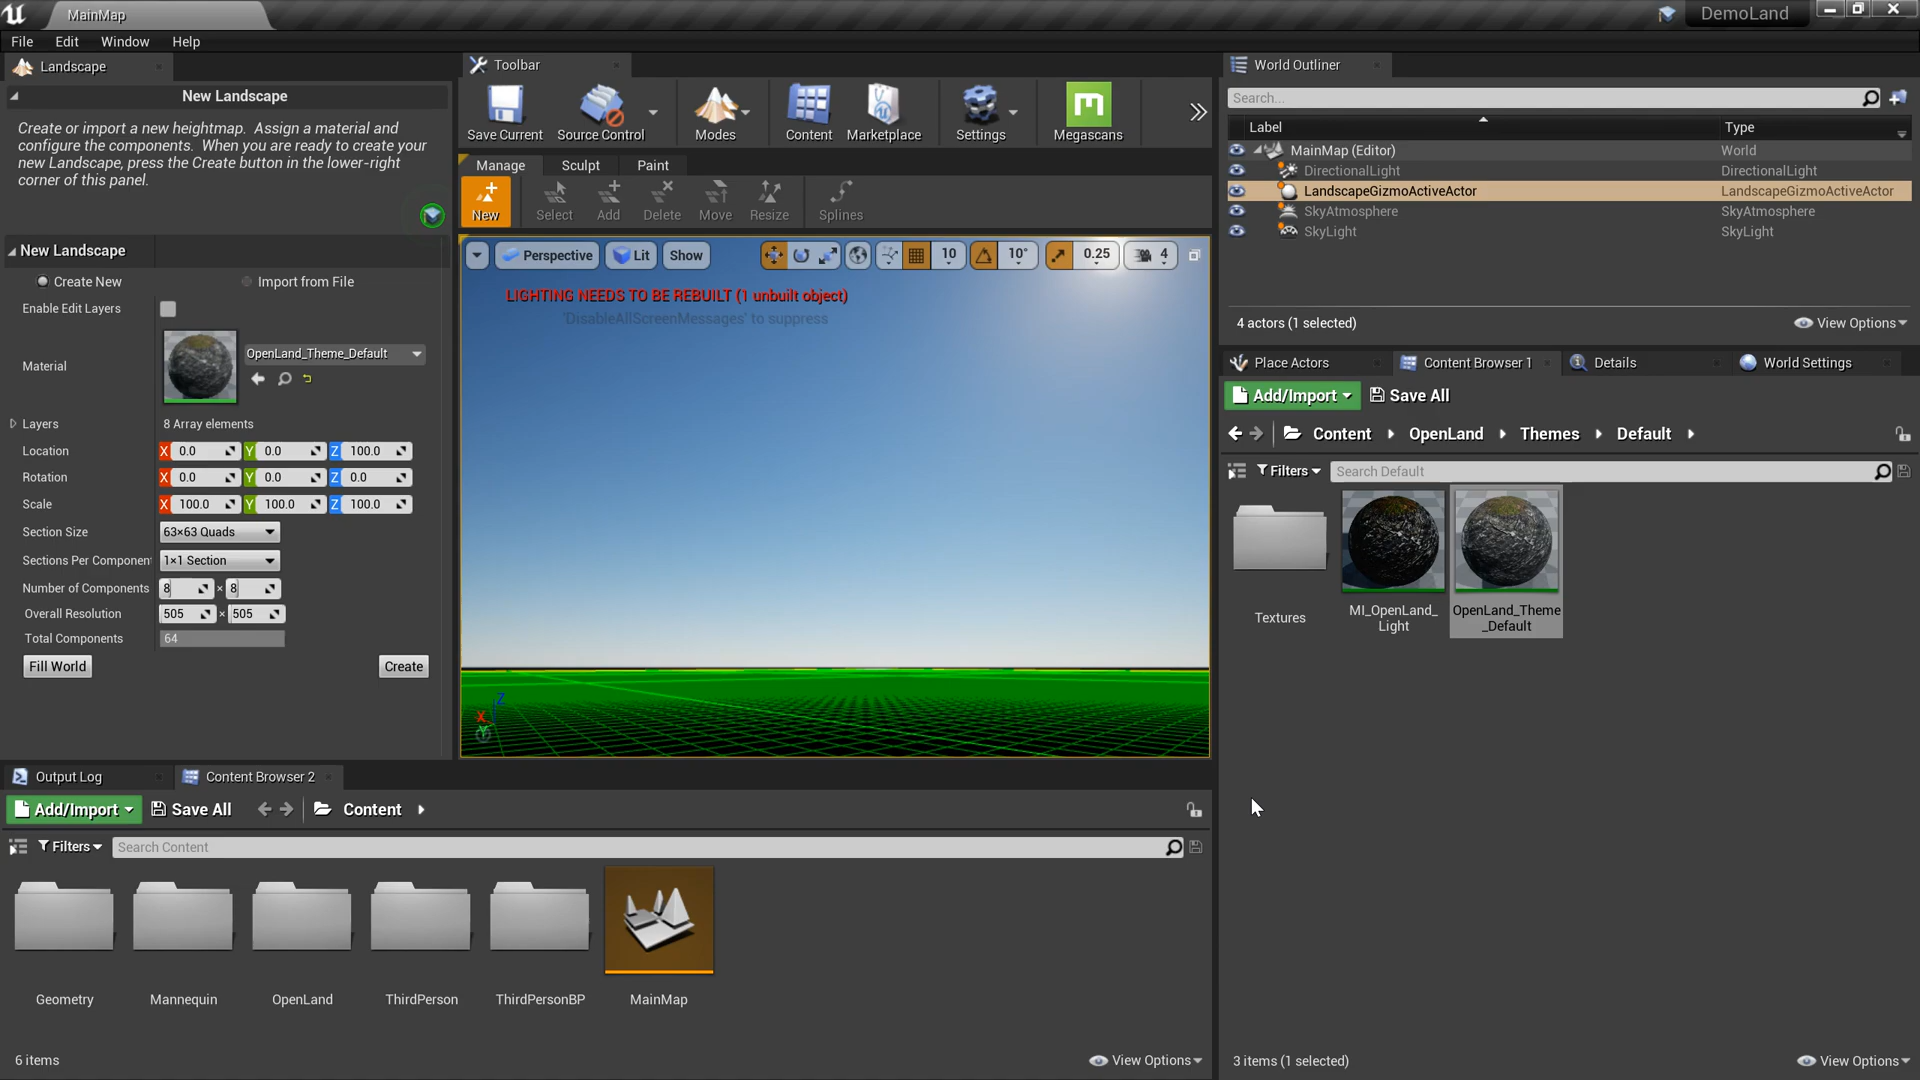 MainMap
DemoLand
File Edit Window Help
Landscape
New Landscape
Create or import a new heightmap. Assign a material and
configure the components. When you are ready to create your
new Landscape, press the Create button in the lower-right
corner of this panel.
New Landscape
Create New Import from File
Enable Edit Layers
Material
OpenLand_Theme_Default
Layers 8 Array elements
Location X 0.0 Y 0.0 Z 100.0
Rotation X 0.0 Y 0.0 Z 0.0
Scale X 100.0 Y 100.0 Z 100.0
Section Size 63×63 Quads
Sections Per Componen 1×1 Section
Number of Components 8 × 8
Overall Resolution 505 × 505
Total Components 64
Fill World Create
Toolbar
Save Current Source Control Modes Content Marketplace Settings Megascans
Manage Sculpt Paint
New Select Add Delete Move Resize Splines
Perspective Lit Show 10 10° 0.25 4
LIGHTING NEEDS TO BE REBUILT (1 unbuilt object)
'DisableAllScreenMessages' to suppress
X Y Z
World Outliner
Search...
Label Type
MainMap (Editor) World
DirectionalLight DirectionalLight
LandscapeGizmoActiveActor LandscapeGizmoActiveActor
SkyAtmosphere SkyAtmosphere
SkyLight SkyLight
4 actors (1 selected) View Options
Place Actors Content Browser 1 Details World Settings
Add/Import Save All
Content OpenLand Themes Default
Filters Search Default
Textures
MI_OpenLand_
Light
OpenLand_Theme
_Default
3 items (1 selected) View Options
Output Log Content Browser 2
Add/Import Save All Content
Filters Search Content
Geometry Mannequin OpenLand ThirdPerson ThirdPersonBP MainMap
6 items View Options